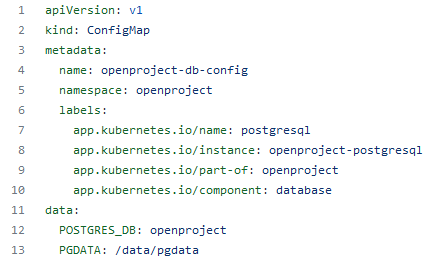 1 apiVersion: v1
2 kind: ConfigMap
3 metadata:
4   name: openproject-db-config
5   namespace: openproject
6   labels:
7     app.kubernetes.io/name: postgresql
8     app.kubernetes.io/instance: openproject-postgresql
9     app.kubernetes.io/part-of: openproject
10     app.kubernetes.io/component: database
11 data:
12   POSTGRES_DB: openproject
13   PGDATA: /data/pgdata